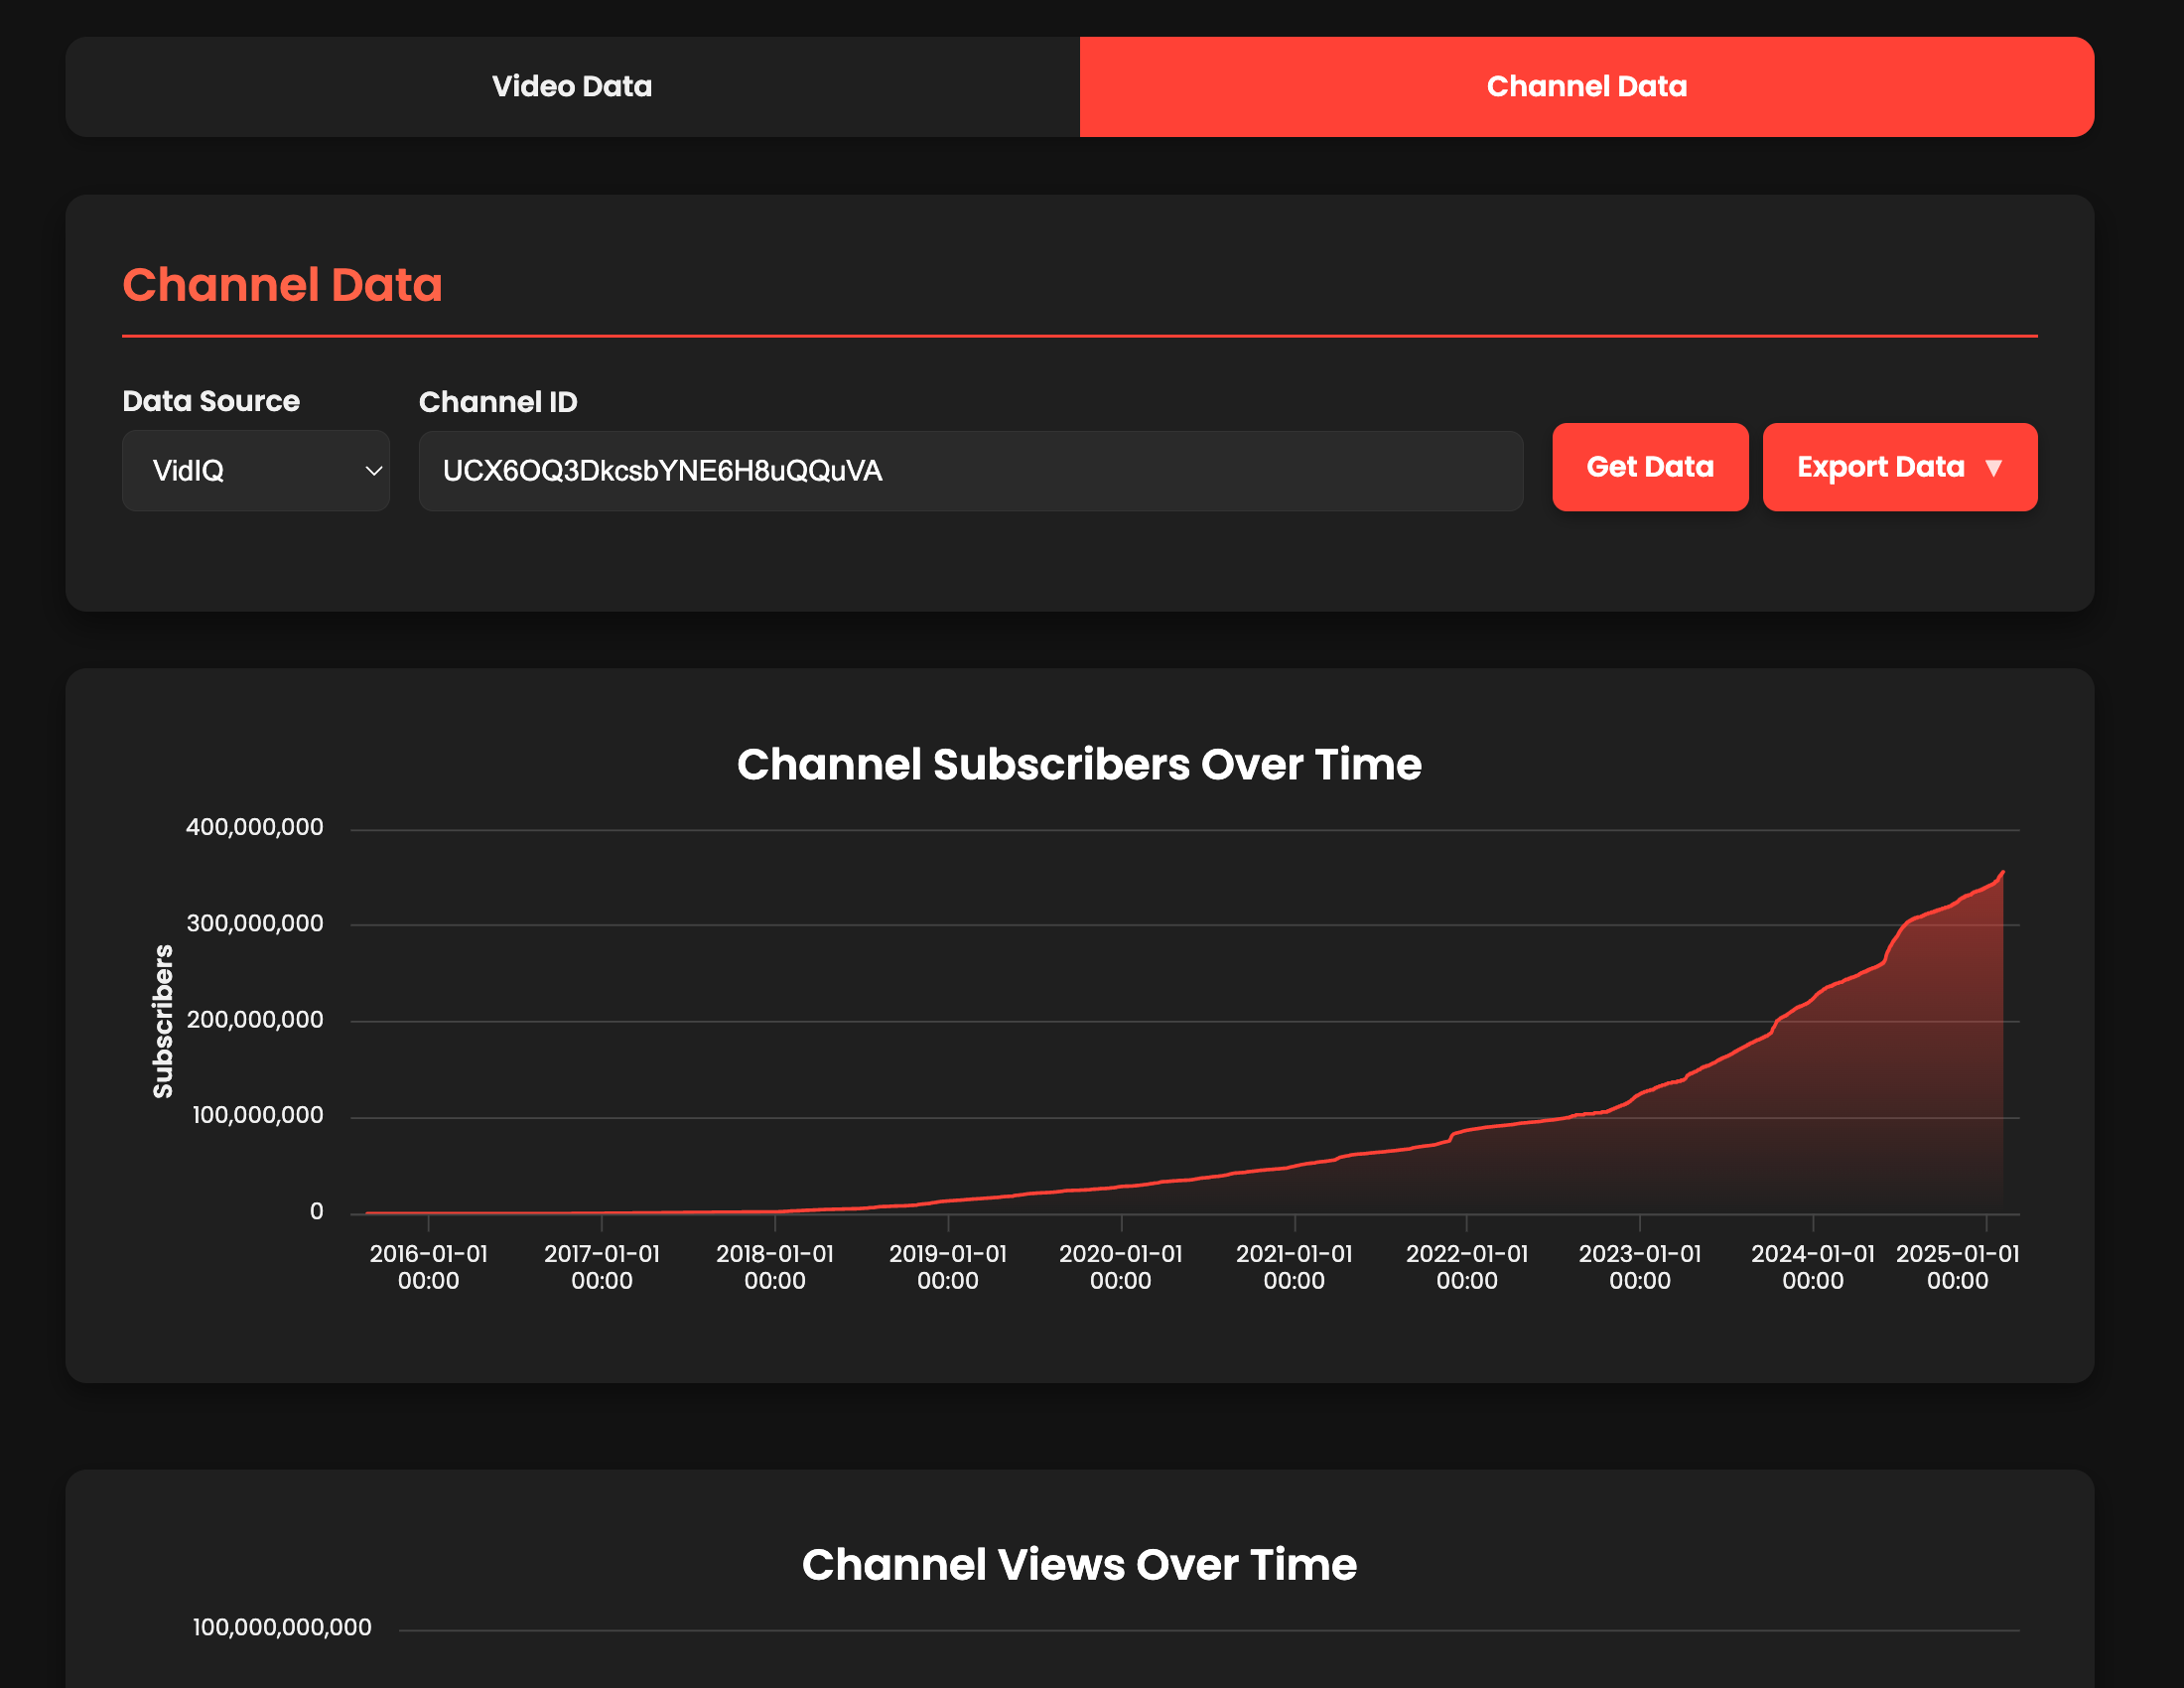 Video Data
Channel Data
Channel Data
Data Source
Channel ID
VidIQ
UCX6OQ3DkcsbYNE6H8uQQuVA
Get Data
Export Data ▼
Channel Subscribers Over Time
400,000,000
300,000,000
200,000,000
100,000,000
0
Subscribers
2016-01-01
00:00
2017-01-01
00:00
2018-01-01
00:00
2019-01-01
00:00
2020-01-01
00:00
2021-01-01
00:00
2022-01-01
00:00
2023-01-01
00:00
2024-01-01
00:00
2025-01-01
00:00
Channel Views Over Time
100,000,000,000